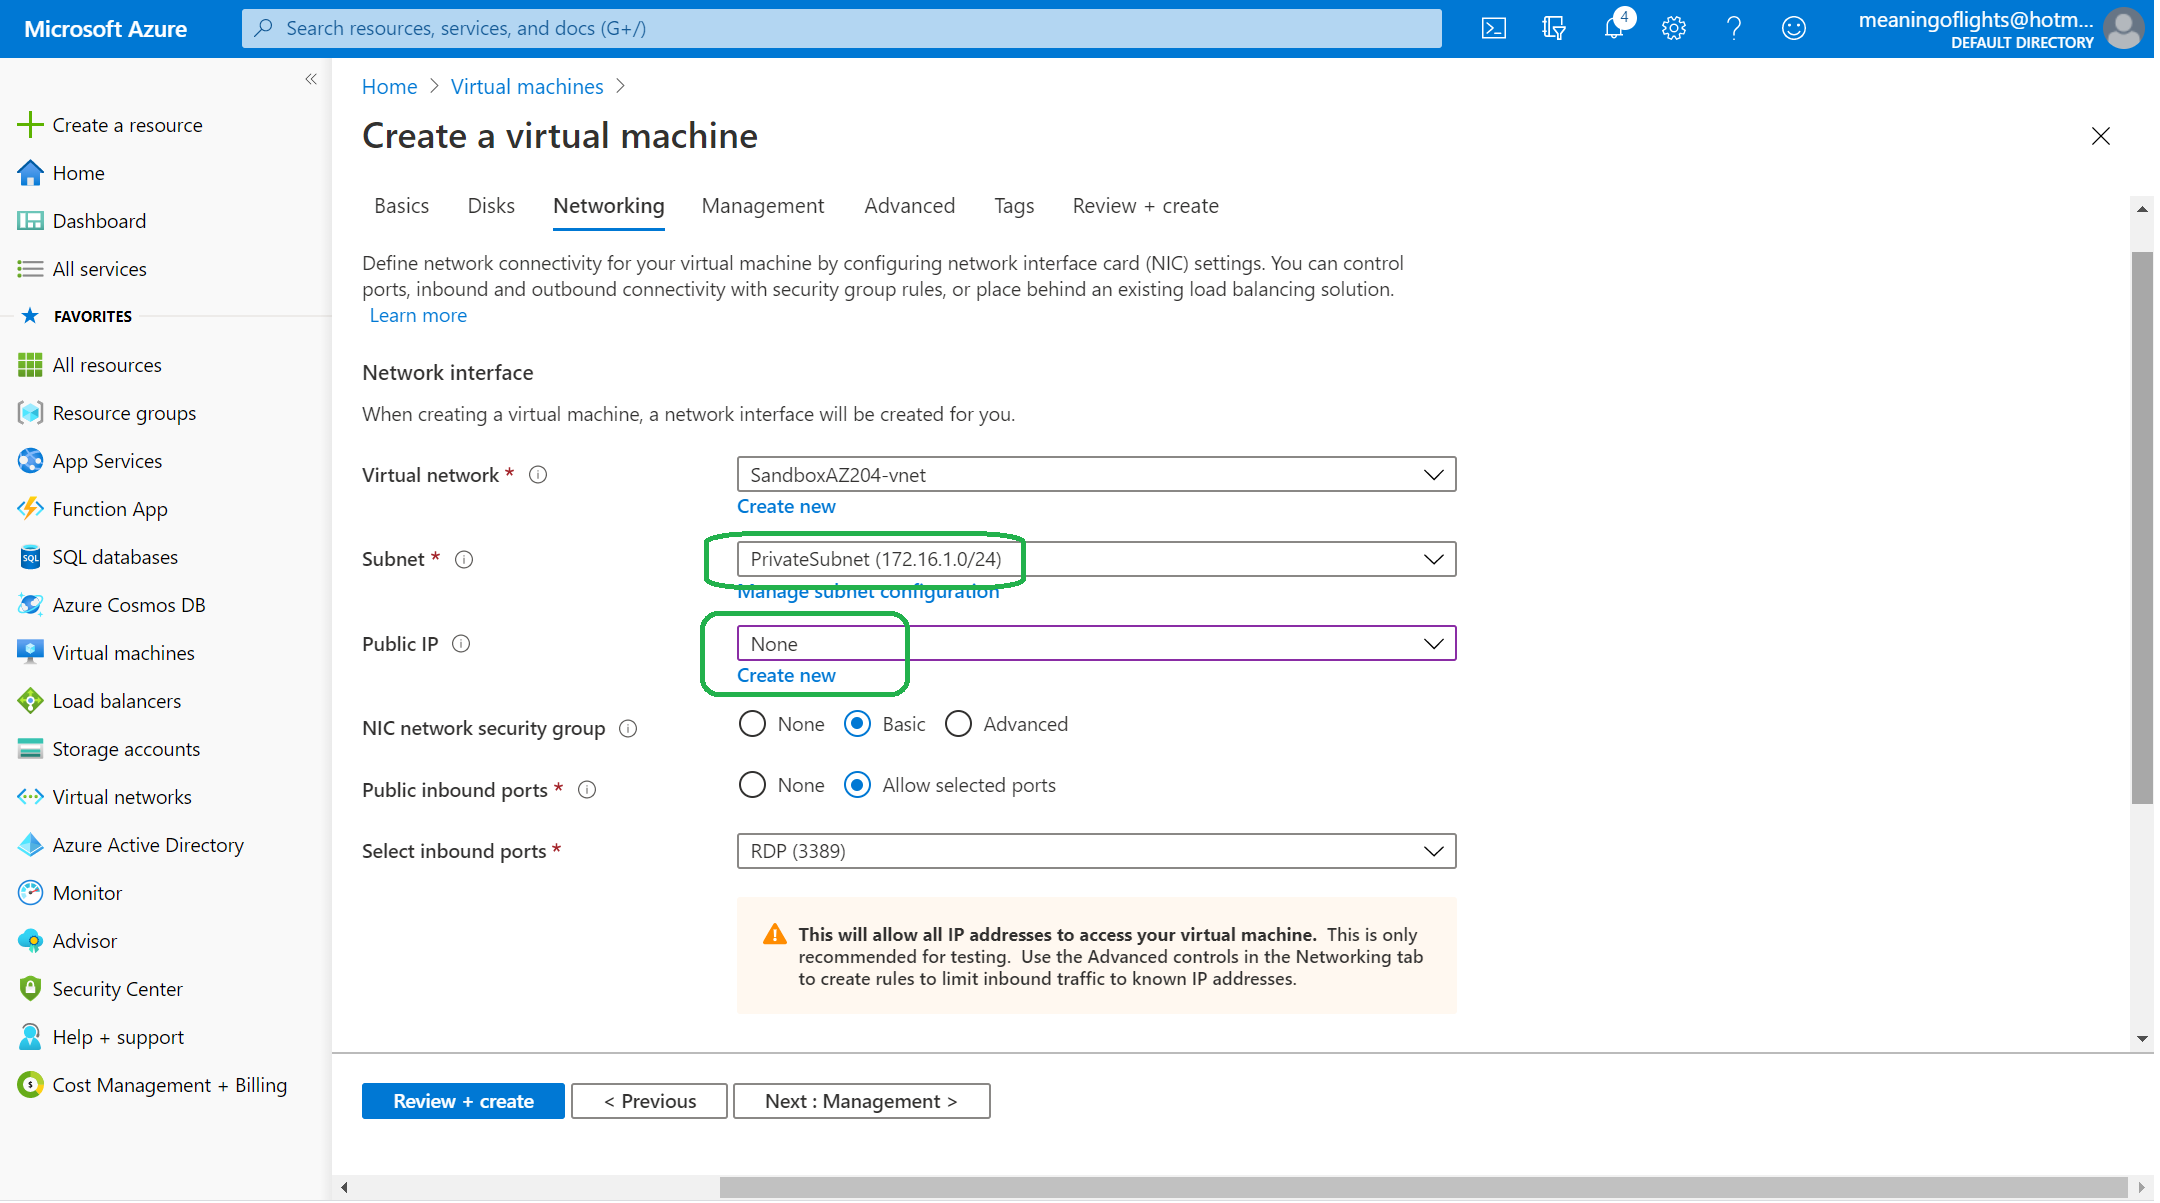 Microsoft Azure
Search resources, services, and docs (G+/)
4
meaningoflights@hotm...
DEFAULT DIRECTORY
«
Create a resource
Home
Dashboard
All services
FAVORITES
All resources
Resource groups
App Services
Function App
SQL databases
Azure Cosmos DB
Virtual machines
Load balancers
Storage accounts
Virtual networks
Azure Active Directory
Monitor
Advisor
Security Center
Help + support
Cost Management + Billing
Home > Virtual machines >
Create a virtual machine
Basics Disks Networking Management Advanced Tags Review + create
Define network connectivity for your virtual machine by configuring network interface card (NIC) settings. You can control
ports, inbound and outbound connectivity with security group rules, or place behind an existing load balancing solution.
Learn more
Network interface
When creating a virtual machine, a network interface will be created for you.
Virtual network * SandboxAZ204-vnet
Create new
Subnet * PrivateSubnet (172.16.1.0/24)
Manage subnet configuration
Public IP None
Create new
NIC network security group None Basic Advanced
Public inbound ports * None Allow selected ports
Select inbound ports * RDP (3389)
This will allow all IP addresses to access your virtual machine. This is only
recommended for testing. Use the Advanced controls in the Networking tab
to create rules to limit inbound traffic to known IP addresses.
Review + create < Previous Next : Management >